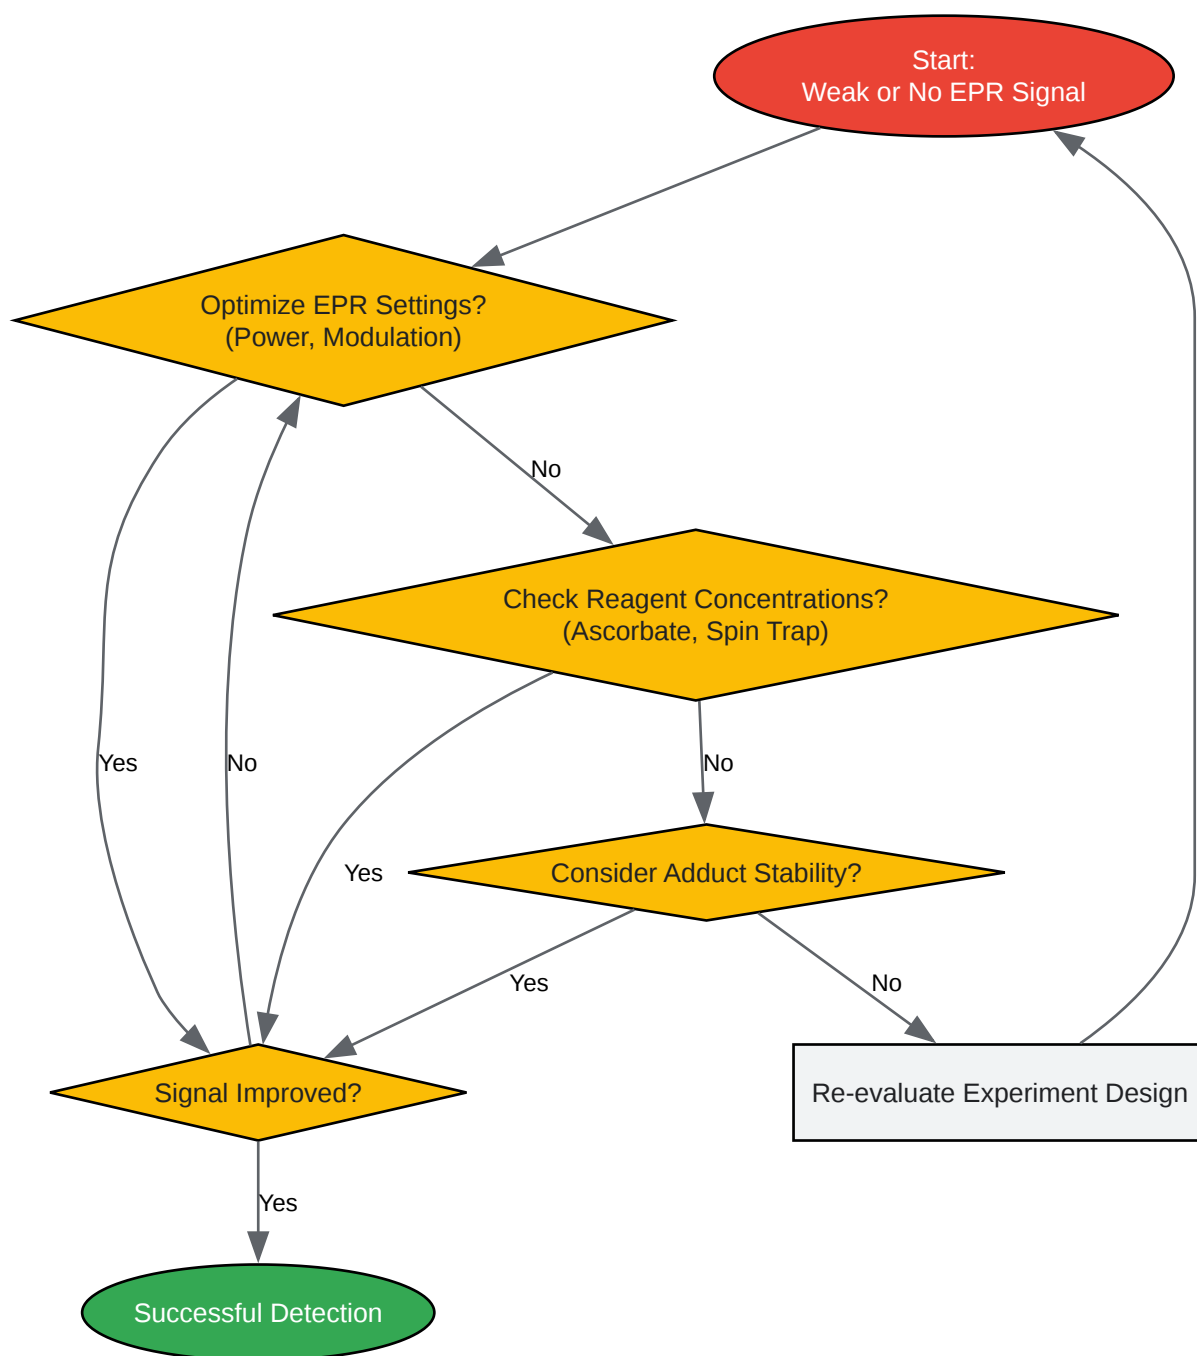 Start:
Weak or No EPR Signal
Optimize EPR Settings?
(Power, Modulation)
No
Check Reagent Concentrations?
(Ascorbate, Spin Trap)
Yes
No
No
Yes
Consider Adduct Stability?
Yes
No
Signal Improved?
Re-evaluate Experiment Design
Yes
Successful Detection